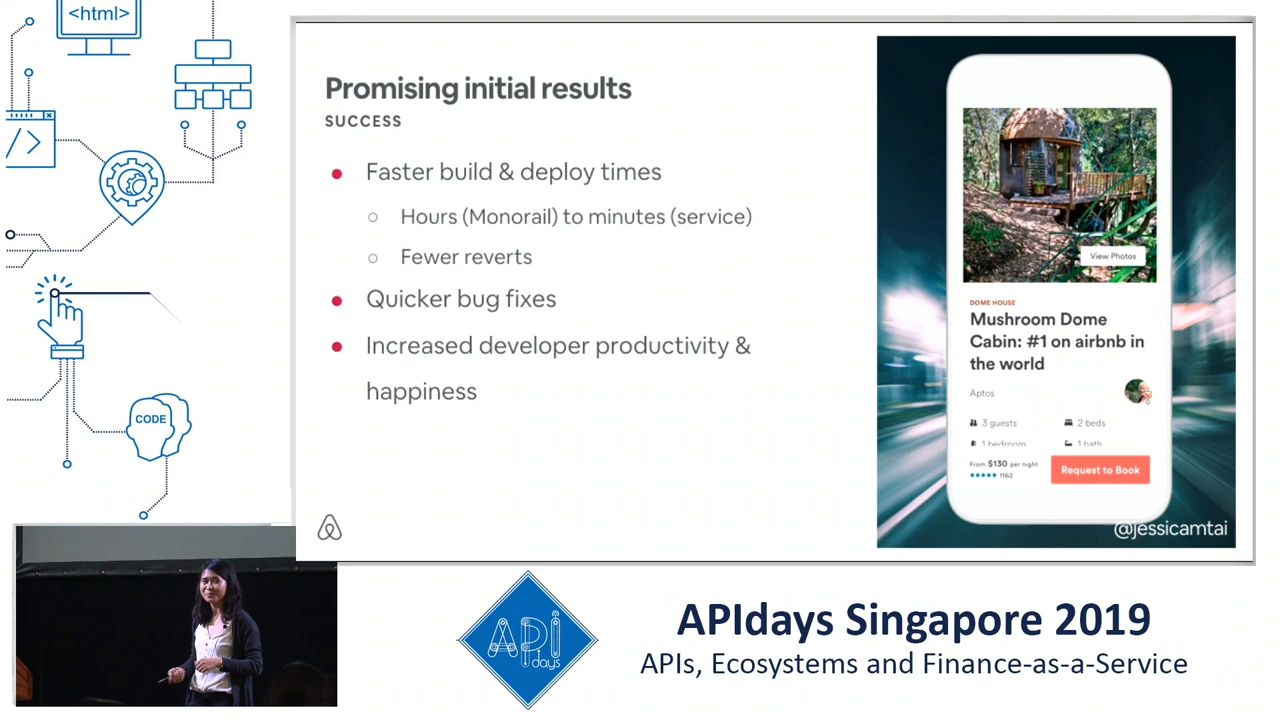 <html>
</>
CODE
Promising initial results
SUCCESS
Faster build & deploy times
Hours (Monorail) to minutes (service)
Fewer reverts
Quicker bug fixes
Increased developer productivity &
happiness
View Photos
DOME HOUSE
Mushroom Dome
Cabin: #1 on airbnb in
the world
Aptos
3 guests
2 beds
1 bedroom
1 bath
From $130 per night
1162
Request to Book
@jessicamtai
API
days
APIdays Singapore 2019
APIs, Ecosystems and Finance-as-a-Service